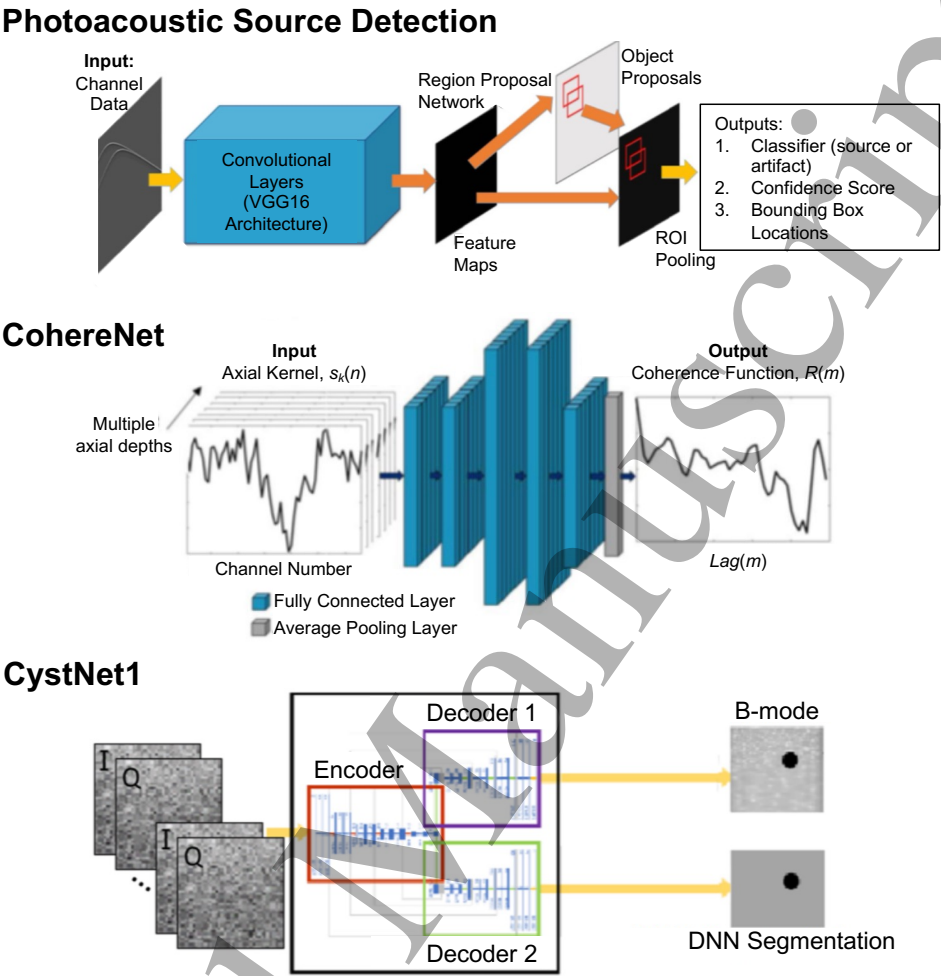 Photoacoustic Source Detection
Input:
Channel
Data
Convolutional
Layers
(VGG16
Architecture)
Region Proposal
Network
Feature
Maps
Object
Proposals
ROI
Pooling
Outputs:
1. Classifier (source or
artifact)
2. Confidence Score
3. Bounding Box
Locations
CohereNet
Input
Axial Kernel, sₖ(n)
Multiple
axial depths
Channel Number
Output
Coherence Function, R(m)
Lag(m)
Fully Connected Layer
Average Pooling Layer
CystNet1
I
Q
I
Q
Encoder
Decoder 1
Decoder 2
B-mode
DNN Segmentation
Manuscrip